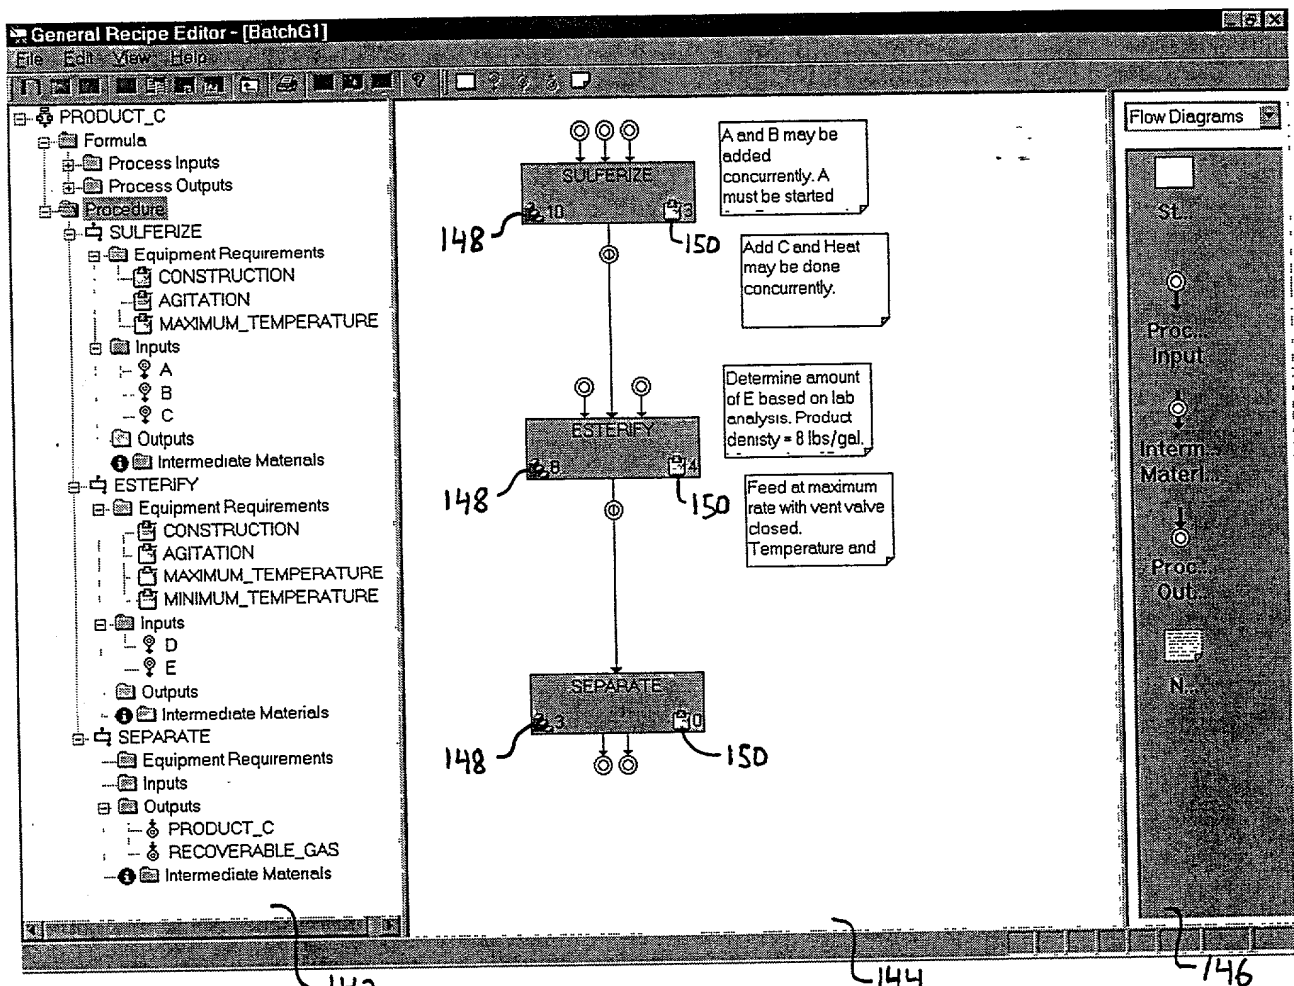 General Recipe Editor - [BatchG1]
File Edit View Help
PRODUCT_C
Formula
Process Inputs
Process Outputs
Procedure
SULFERIZE
Equipment Requirements
CONSTRUCTION
AGITATION
MAXIMUM_TEMPERATURE
Inputs
A
B
C
Outputs
Intermediate Materials
ESTERIFY
Equipment Requirements
CONSTRUCTION
AGITATION
MAXIMUM_TEMPERATURE
MINIMUM_TEMPERATURE
Inputs
D
E
Outputs
Intermediate Materials
SEPARATE
Equipment Requirements
Inputs
Outputs
PRODUCT_C
RECOVERABLE_GAS
Intermediate Materials
142
SULFERIZE
10 3
148 150
A and B may be
added
concurrently. A
must be started
Add C and Heat
may be done
concurrently.
ESTERIFY
8 4
148 150
Determine amount
of E based on lab
analysis. Product
denisty = 8 lbs/gal.
Feed at maximum
rate with vent valve
closed.
Temperature and
SEPARATE
3 0
148 150
144
Flow Diagrams
St...
Proc...
Input
Interm...
Materi...
Proc...
Out...
N...
146